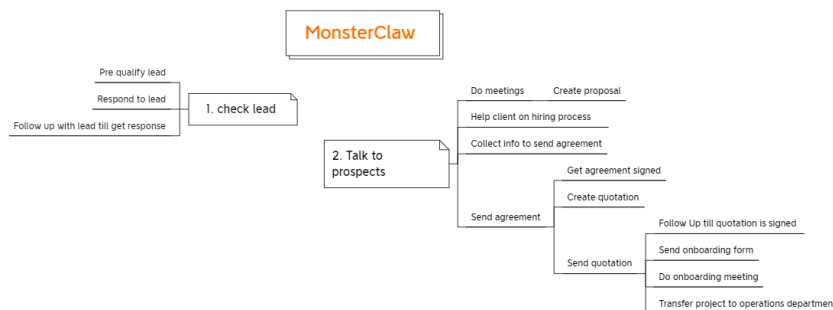 MonsterClaw
Pre qualify lead
Respond to lead
Follow up with lead till get response
1. check lead
2. Talk to
prospects
Do meetings
Create proposal
Help client on hiring process
Collect info to send agreement
Send agreement
Get agreement signed
Create quotation
Send quotation
Follow Up till quotation is signed
Send onboarding form
Do onboarding meeting
Transfer project to operations departmen